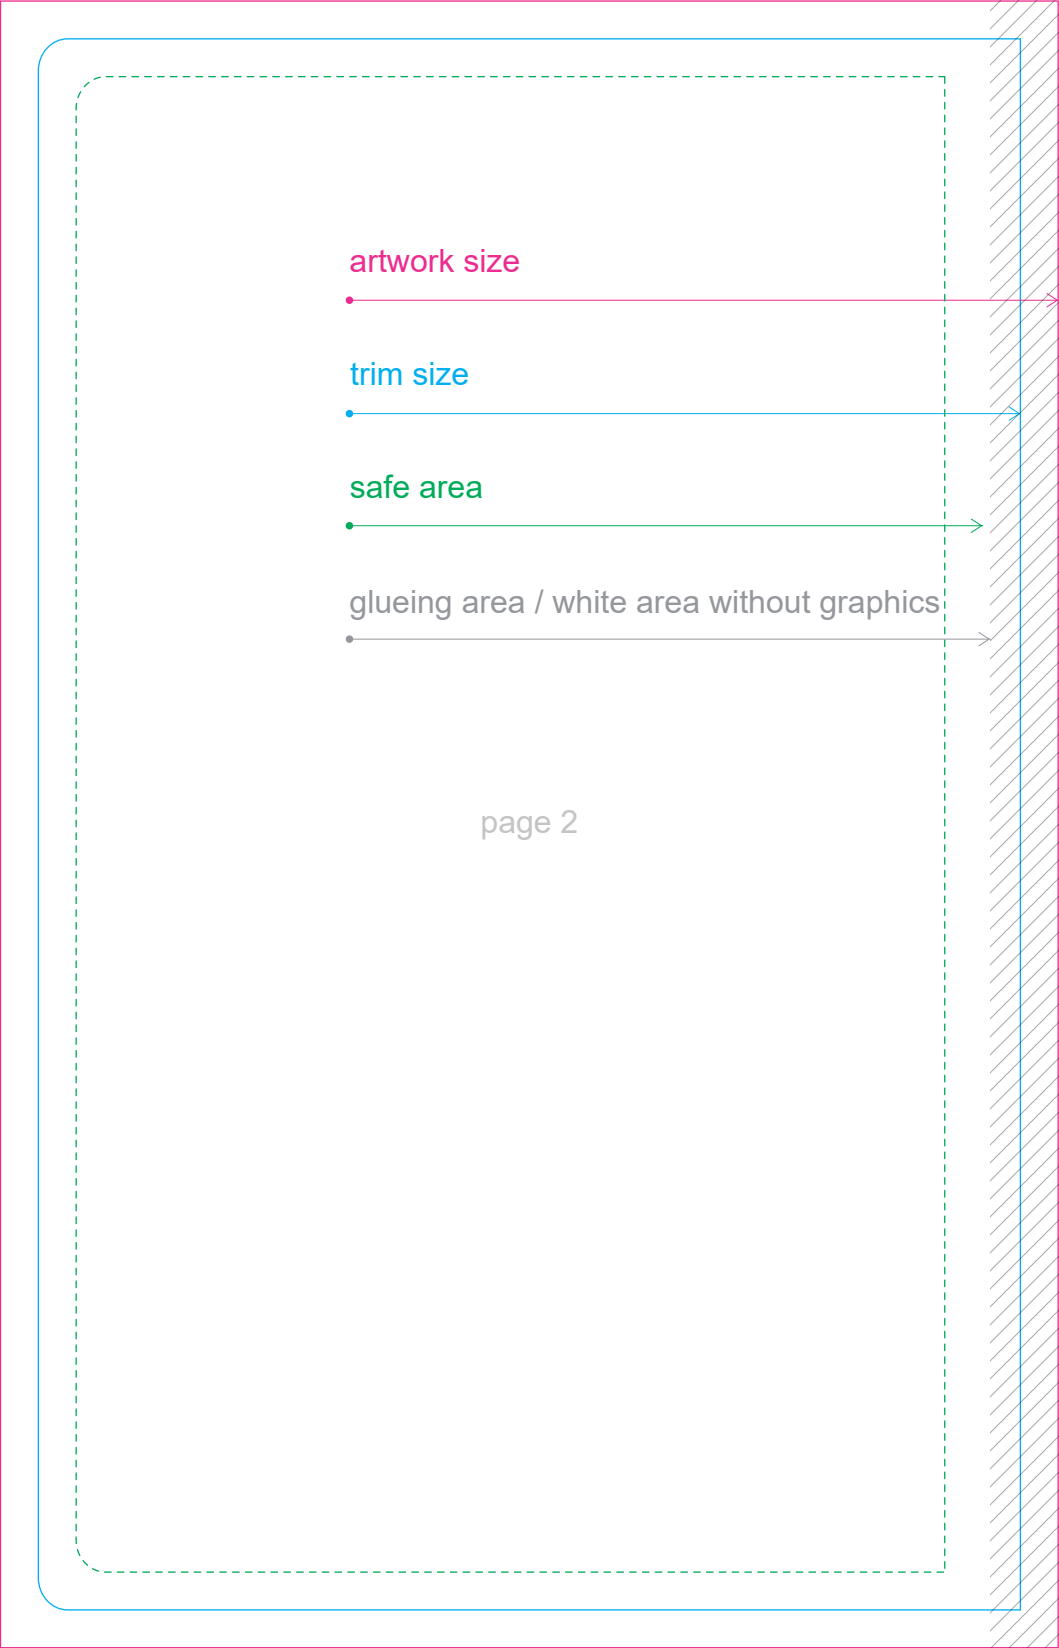 artwork size
trim size
safe area
glueing area / white area without graphics
page 2